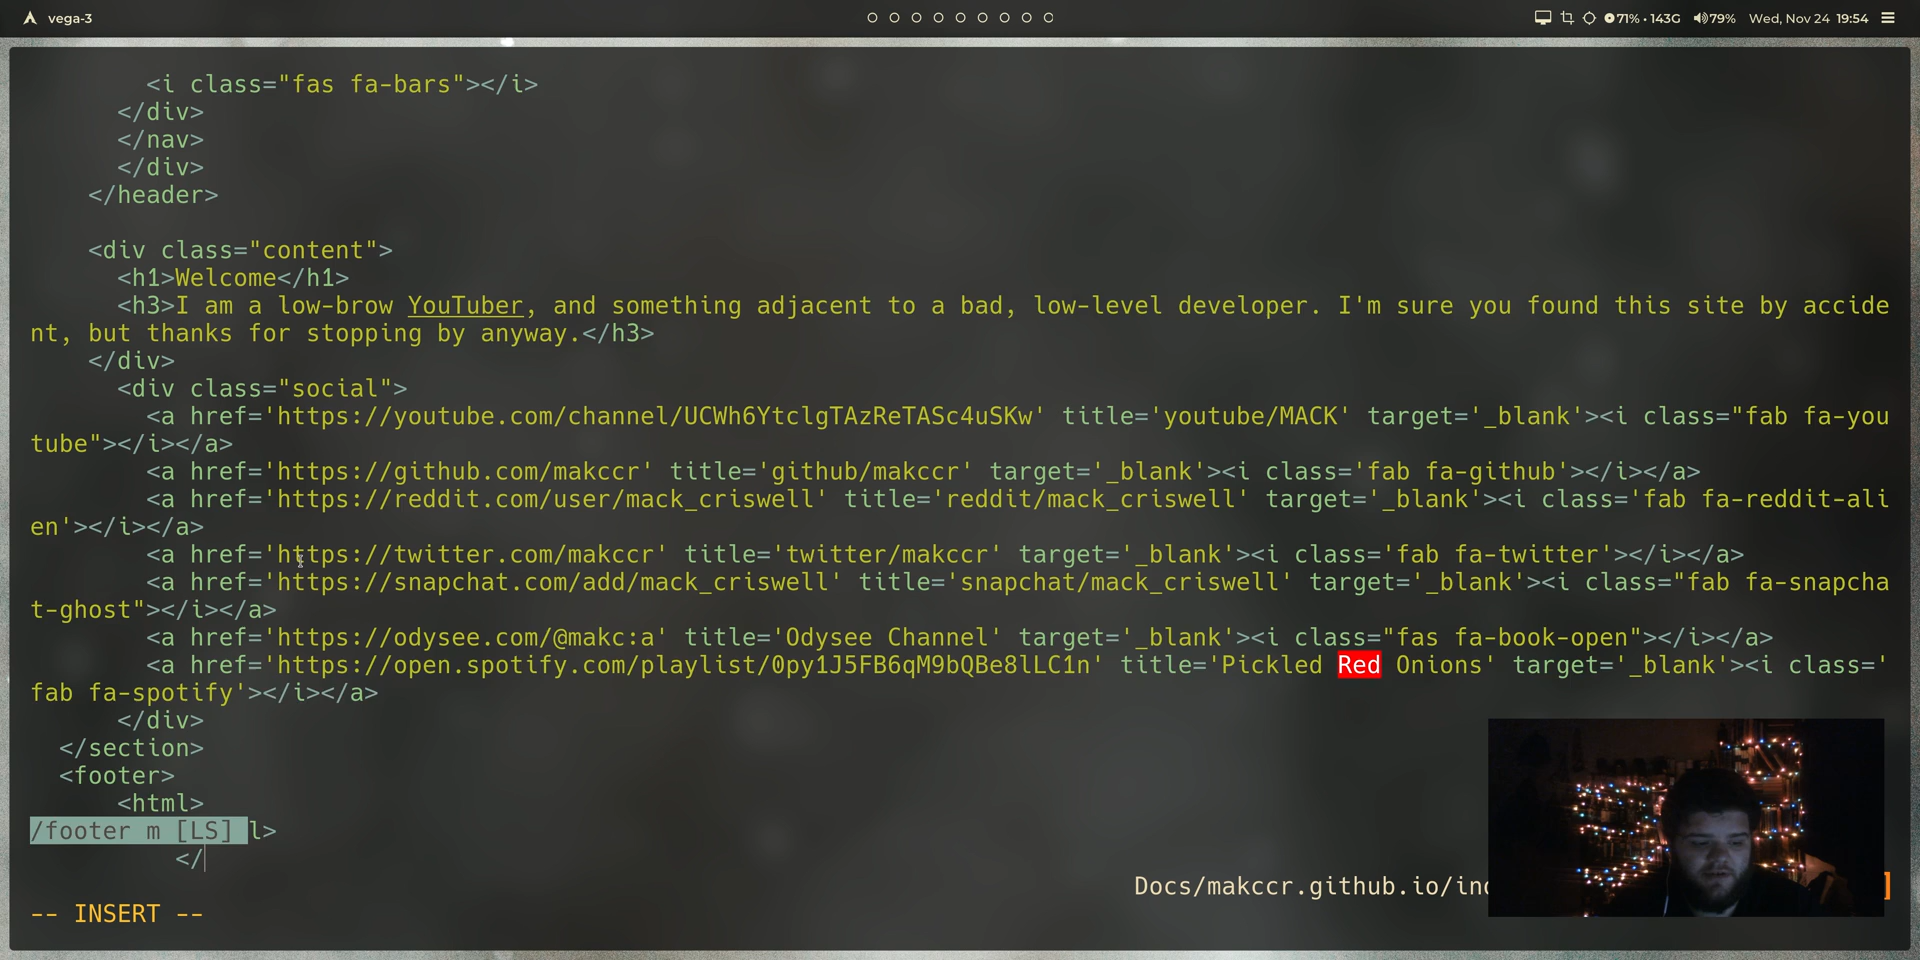 vega-3
71% • 143G 79% Wed, Nov 24 19:54
<i class="fas fa-bars"></i>
</div>
</nav>
</div>
</header>
<div class="content">
<h1>Welcome</h1>
<h3>I am a low-brow YouTuber, and something adjacent to a bad, low-level developer. I'm sure you found this site by accide
nt, but thanks for stopping by anyway.</h3>
</div>
<div class="social">
<a href='https://youtube.com/channel/UCWh6YtclgTAzReTASc4uSKw' title='youtube/MACK' target='_blank'><i class="fab fa-you
tube"></i></a>
<a href='https://github.com/makccr' title='github/makccr' target='_blank'><i class='fab fa-github'></i></a>
<a href='https://reddit.com/user/mack_criswell' title='reddit/mack_criswell' target='_blank'><i class='fab fa-reddit-ali
en'></i></a>
<a href='https://twitter.com/makccr' title='twitter/makccr' target='_blank'><i class='fab fa-twitter'></i></a>
<a href='https://snapchat.com/add/mack_criswell' title='snapchat/mack_criswell' target='_blank'><i class="fab fa-snapcha
t-ghost"></i></a>
<a href='https://odysee.com/@makc:a' title='Odysee Channel' target='_blank'><i class="fas fa-book-open"></i></a>
<a href='https://open.spotify.com/playlist/0py1J5FB6qM9bQBe8lLC1n' title='Pickled Red Onions' target='_blank'><i class='
fab fa-spotify'></i></a>
</div>
</section>
<footer>
<html>
/footer m [LS] l>
</
Docs/makccr.github.io/ind
-- INSERT --